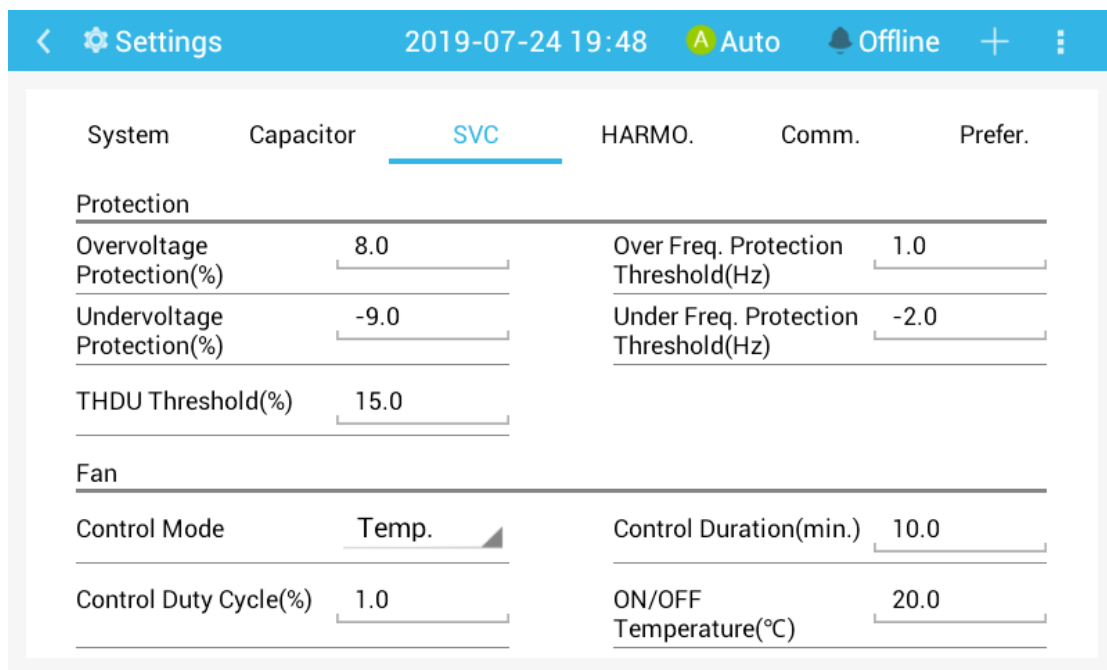 Settings 2019-07-24 19:48 A Auto Offline
System Capacitor SVC HARMO. Comm. Prefer.
Protection
Overvoltage Protection(%) 8.0 Over Freq. Protection Threshold(Hz) 1.0
Undervoltage Protection(%) -9.0 Under Freq. Protection Threshold(Hz) -2.0
THDU Threshold(%) 15.0
Fan
Control Mode Temp. Control Duration(min.) 10.0
Control Duty Cycle(%) 1.0 ON/OFF Temperature(℃) 20.0